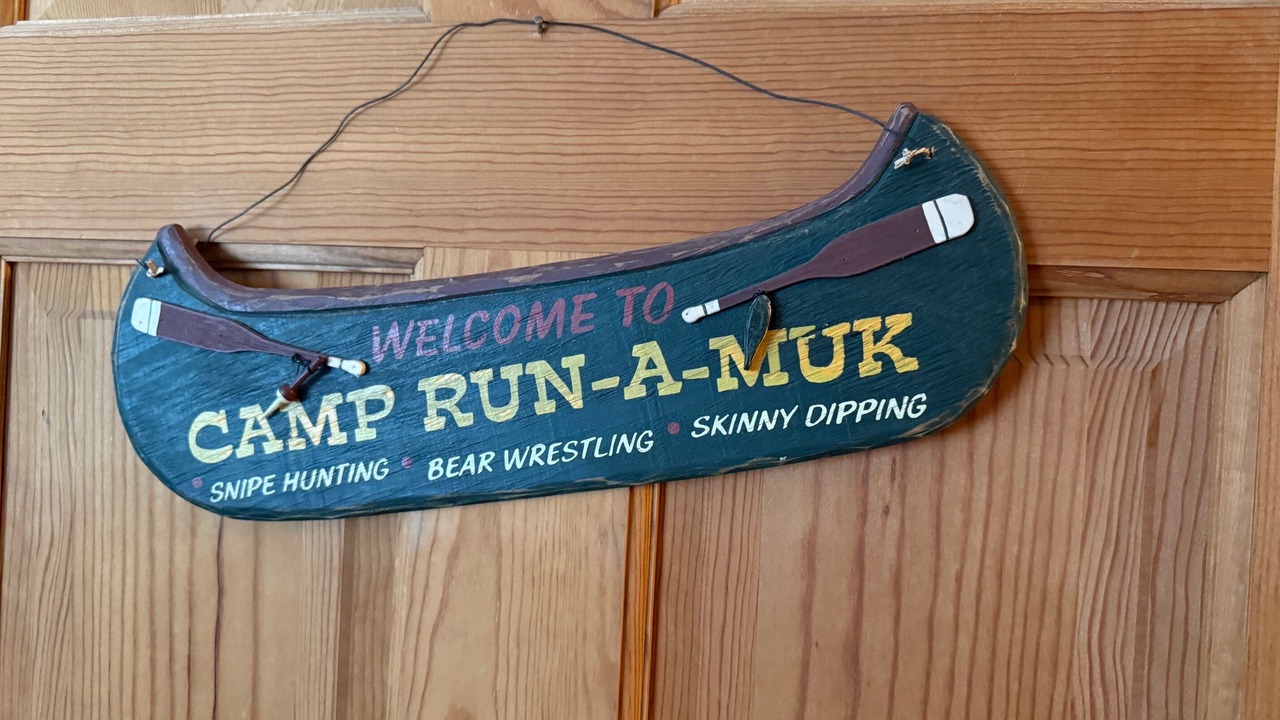 WELCOME TO
CAMP RUN-A-MUK
• SNIPE HUNTING • BEAR WRESTLING • SKINNY DIPPING